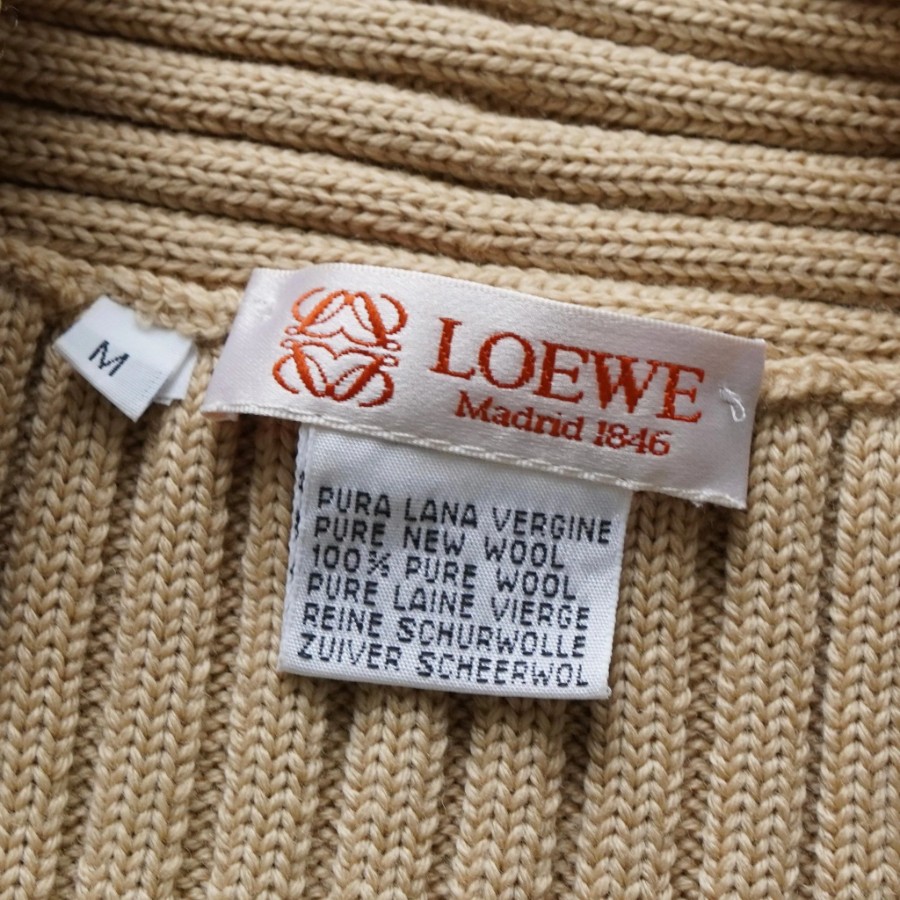 M
LOEWE
Madrid 1846
PURA LANA VERGINE
PURE NEW WOOL
100% PURE WOOL
PURE LAINE VIERGE
REINE SCHURWOLLE
ZUIVER SCHEERWOL